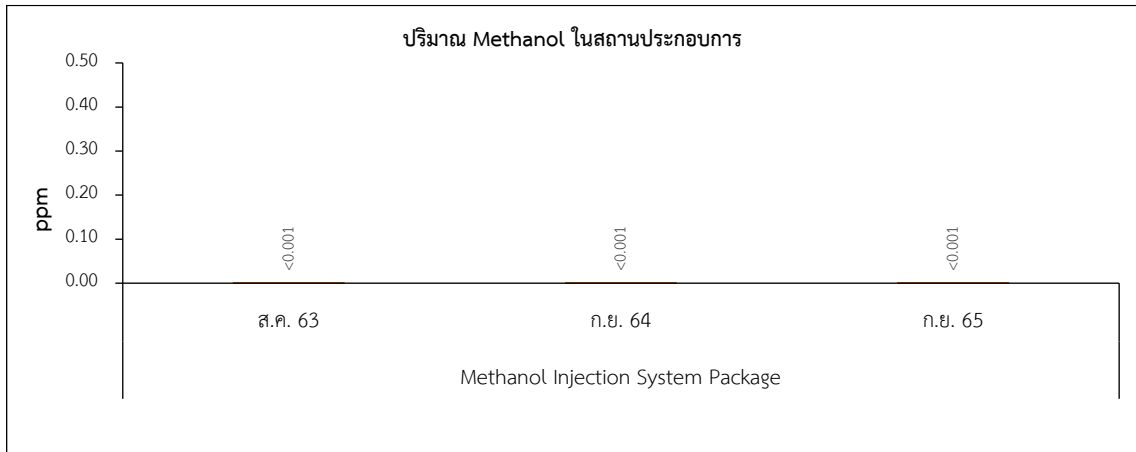 ปริมาณ Methanol ในสถานประกอบการ
0.50
0.40
0.30
0.20
0.10
0.00
ppm
<0.001
<0.001
<0.001
ส.ค. 63
ก.ย. 64
ก.ย. 65
Methanol Injection System Package